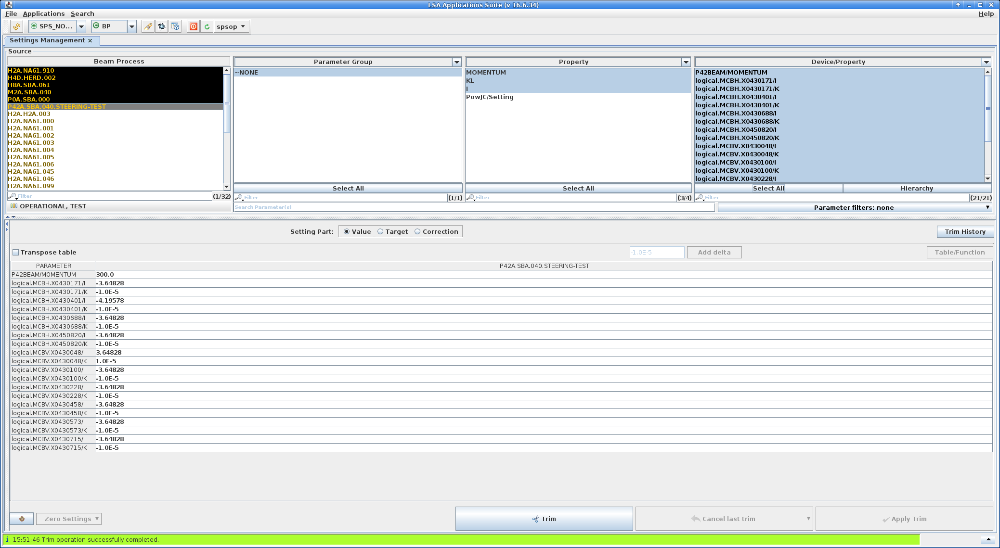 LSA Applications Suite (v 16.6.34)
File Applications Search Help
SPS_NO... BP spsop
Settings Management
Source
Beam Process
H2A.NA61.910
H4D.HERD.002
H8A.SBA.061
M2A.SBA.040
P0A.SBA.000
P42A.SBA.040.STEERING-TEST
H2A.H2A.003
H2A.NA61.000
H2A.NA61.001
H2A.NA61.002
H2A.NA61.003
H2A.NA61.004
H2A.NA61.005
H2A.NA61.006
H2A.NA61.045
H2A.NA61.046
H2A.NA61.099
Filter (1/32)
OPERATIONAL, TEST
Parameter Group
~NONE
Select All
Filter (1/1)
Search Parameter(s)
Property
MOMENTUM
KL
I
PowJC/Setting
Select All
Filter (3/4)
Device/Property
P42BEAM/MOMENTUM
logical.MCBH.X0430171/I
logical.MCBH.X0430171/K
logical.MCBH.X0430401/I
logical.MCBH.X0430401/K
logical.MCBH.X0430688/I
logical.MCBH.X0430688/K
logical.MCBH.X0450820/I
logical.MCBH.X0450820/K
logical.MCBV.X0430048/I
logical.MCBV.X0430048/K
logical.MCBV.X0430100/I
logical.MCBV.X0430100/K
logical.MCBV.X0430228/I
Select All Hierarchy
Filter (21/21)
Parameter filters: none
Setting Part: Value Target Correction Trim History
Transpose table -1.0E-5 Add delta Table/Function
PARAMETER P42A.SBA.040.STEERING-TEST
P42BEAM/MOMENTUM 300.0
logical.MCBH.X0430171/I -3.64828
logical.MCBH.X0430171/K -1.0E-5
logical.MCBH.X0430401/I -4.19578
logical.MCBH.X0430401/K -1.0E-5
logical.MCBH.X0430688/I -3.64828
logical.MCBH.X0430688/K -1.0E-5
logical.MCBH.X0450820/I -3.64828
logical.MCBH.X0450820/K -1.0E-5
logical.MCBV.X0430048/I 3.64828
logical.MCBV.X0430048/K 1.0E-5
logical.MCBV.X0430100/I -3.64828
logical.MCBV.X0430100/K -1.0E-5
logical.MCBV.X0430228/I -3.64828
logical.MCBV.X0430228/K -1.0E-5
logical.MCBV.X0430458/I -3.64828
logical.MCBV.X0430458/K -1.0E-5
logical.MCBV.X0430573/I -3.64828
logical.MCBV.X0430573/K -1.0E-5
logical.MCBV.X0430715/I -3.64828
logical.MCBV.X0430715/K -1.0E-5
Zero Settings Trim Cancel last trim Apply Trim
15:51:46 Trim operation successfully completed.